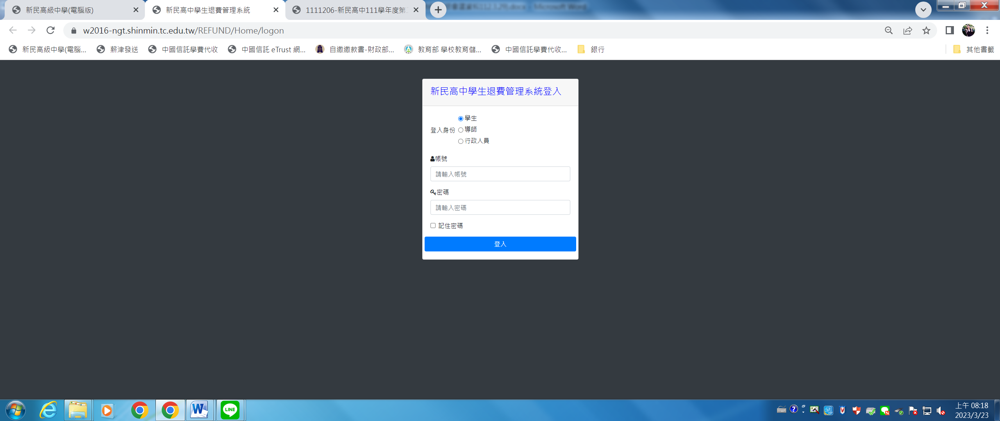 新民高級中學(電腦版)
新民高中學生退費管理系統
1111206-新民高中111學年度第
w2016-ngt.shinmin.tc.edu.tw/REFUND/Home/logon
新民高級中學(電腦...
薪津發送
中國信託學費代收
中國信託 eTrust 網...
自繳繳款書-財政部...
教育部 學校教育儲...
中國信託學費代收...
銀行
其他書籤
新民高中學生退費管理系統登入
登入身份
學生
導師
行政人員
帳號
請輸入帳號
密碼
請輸入密碼
記住密碼
登入
LINE
上午 08:18
2023/3/23